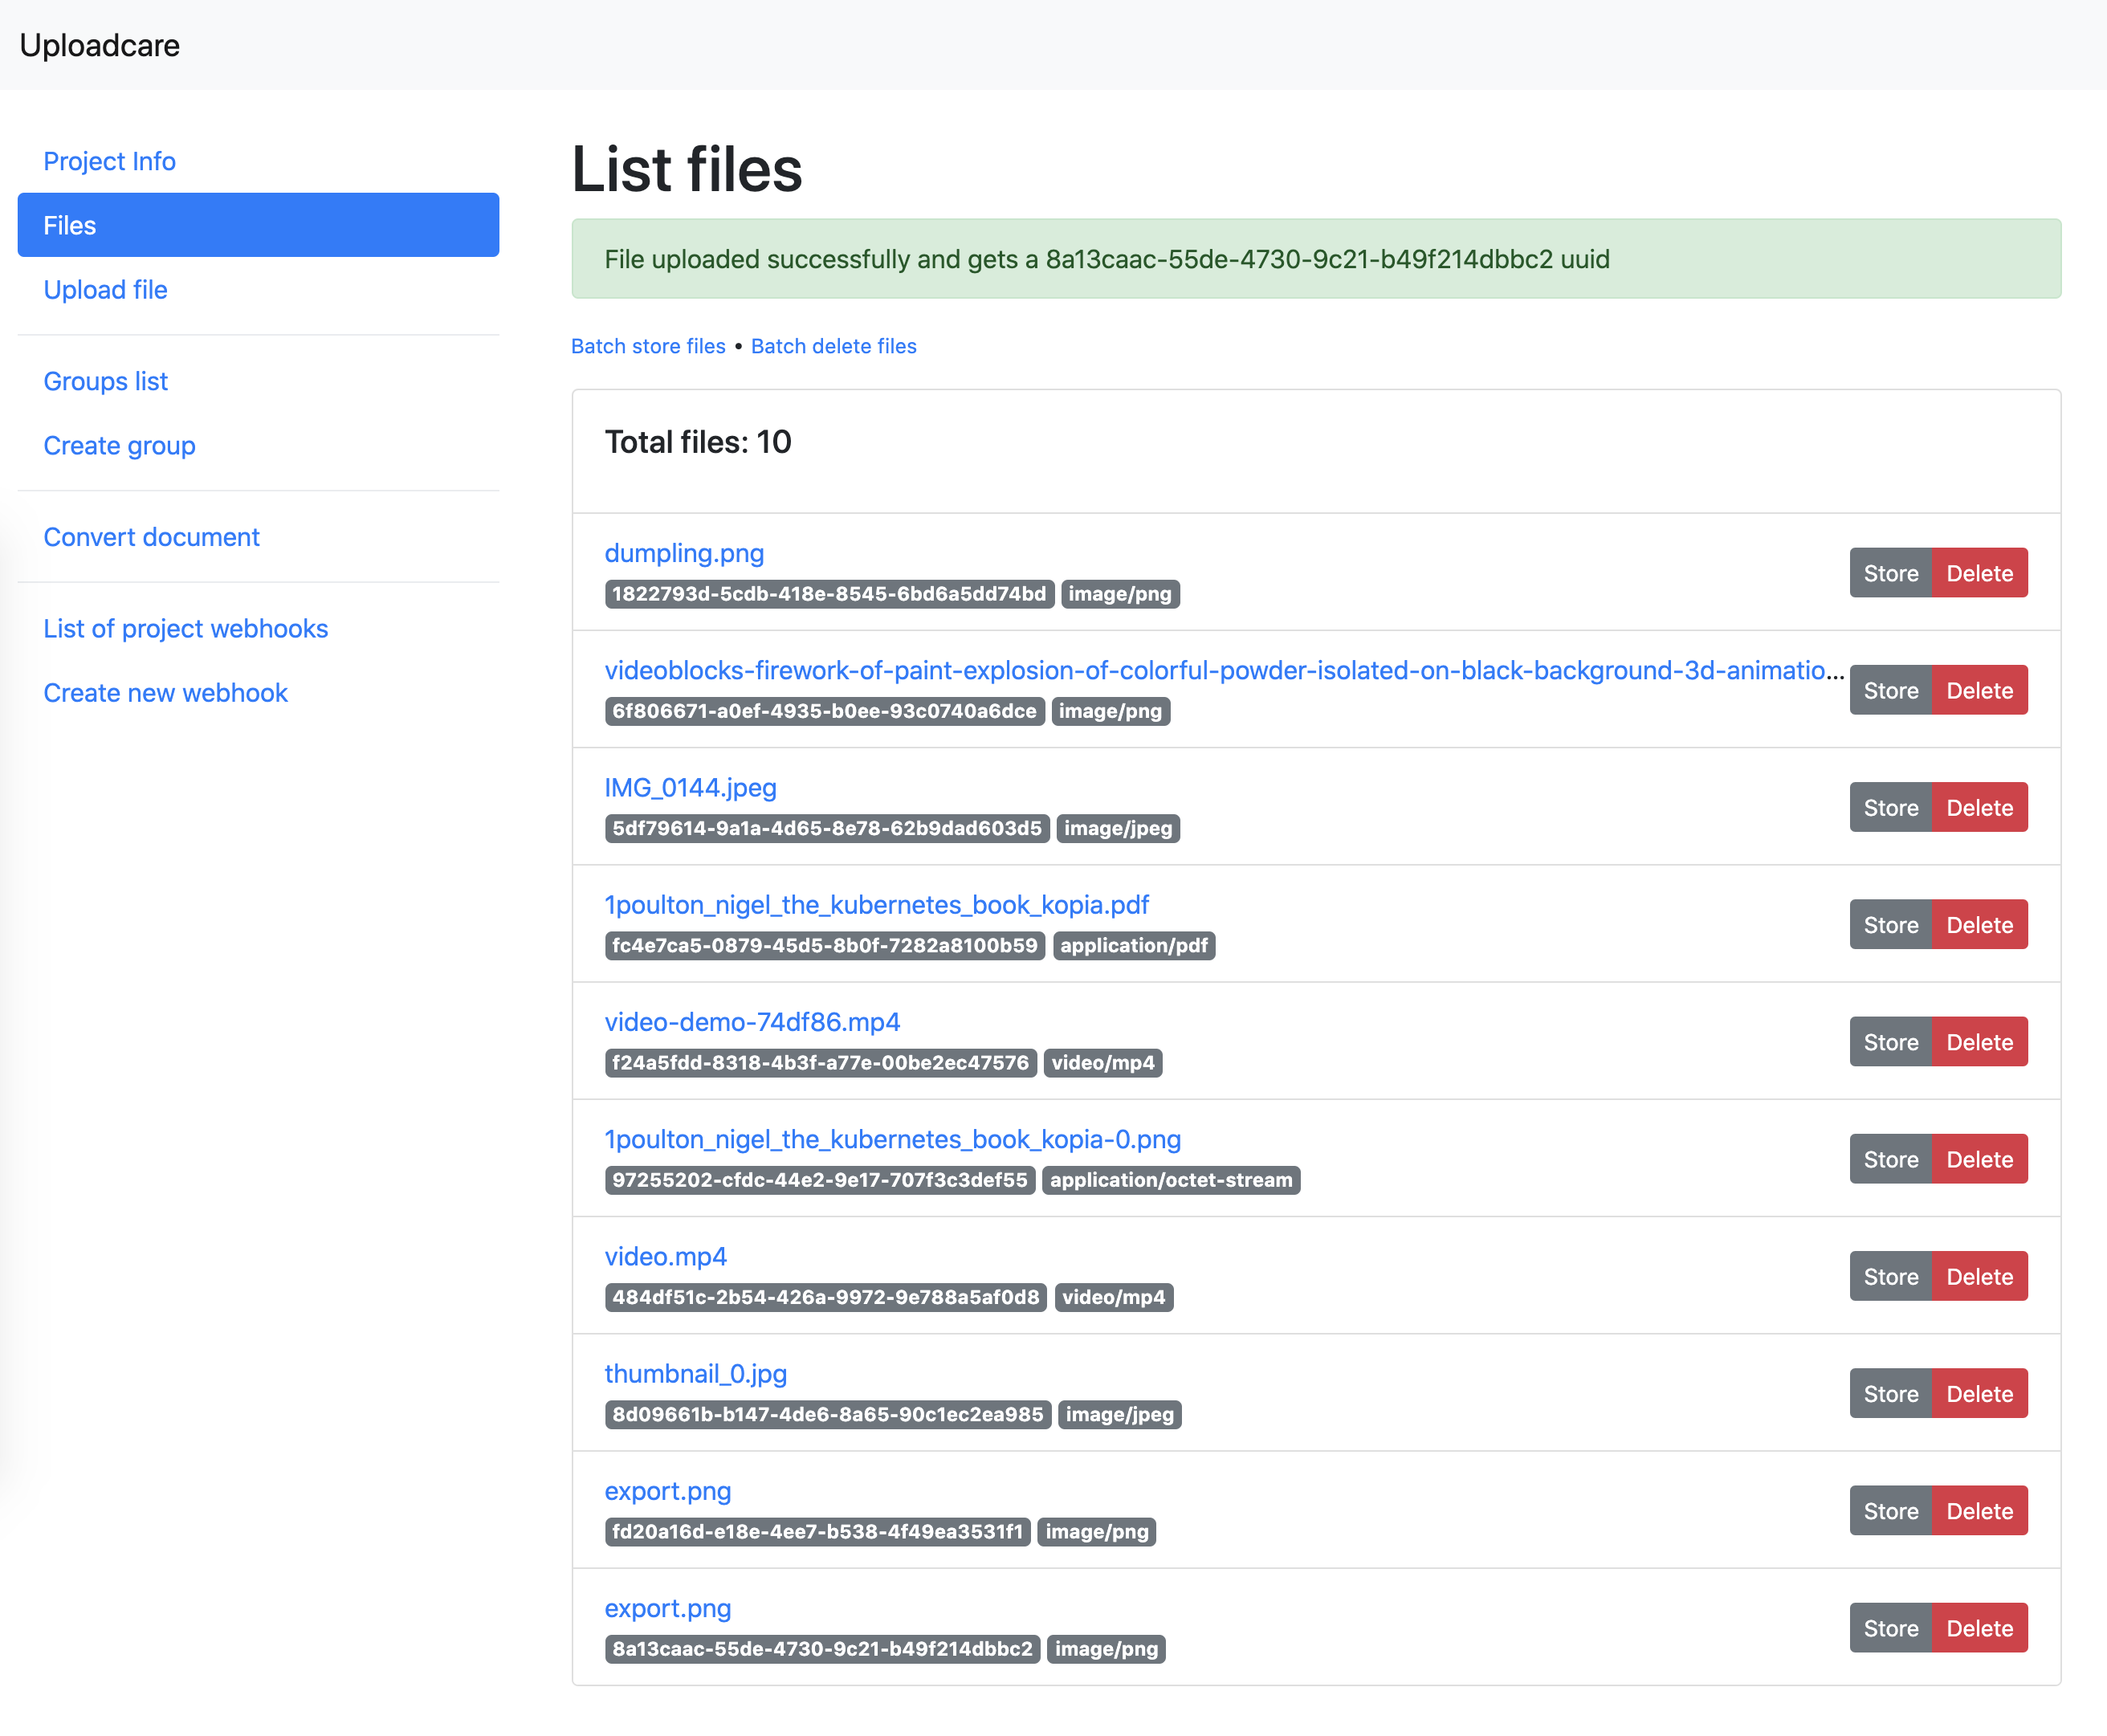 Uploadcare
Project Info
Files
Upload file
Groups list
Create group
Convert document
List of project webhooks
Create new webhook
List files
File uploaded successfully and gets a 8a13caac-55de-4730-9c21-b49f214dbbc2 uuid
Batch store files • Batch delete files
Total files: 10
dumpling.png
1822793d-5cdb-418e-8545-6bd6a5dd74bd image/png
Store Delete
videoblocks-firework-of-paint-explosion-of-colorful-powder-isolated-on-black-background-3d-animatio...
6f806671-a0ef-4935-b0ee-93c0740a6dce image/png
Store Delete
IMG_0144.jpeg
5df79614-9a1a-4d65-8e78-62b9dad603d5 image/jpeg
Store Delete
1poulton_nigel_the_kubernetes_book_kopia.pdf
fc4e7ca5-0879-45d5-8b0f-7282a8100b59 application/pdf
Store Delete
video-demo-74df86.mp4
f24a5fdd-8318-4b3f-a77e-00be2ec47576 video/mp4
Store Delete
1poulton_nigel_the_kubernetes_book_kopia-0.png
97255202-cfdc-44e2-9e17-707f3c3def55 application/octet-stream
Store Delete
video.mp4
484df51c-2b54-426a-9972-9e788a5af0d8 video/mp4
Store Delete
thumbnail_0.jpg
8d09661b-b147-4de6-8a65-90c1ec2ea985 image/jpeg
Store Delete
export.png
fd20a16d-e18e-4ee7-b538-4f49ea3531f1 image/png
Store Delete
export.png
8a13caac-55de-4730-9c21-b49f214dbbc2 image/png
Store Delete